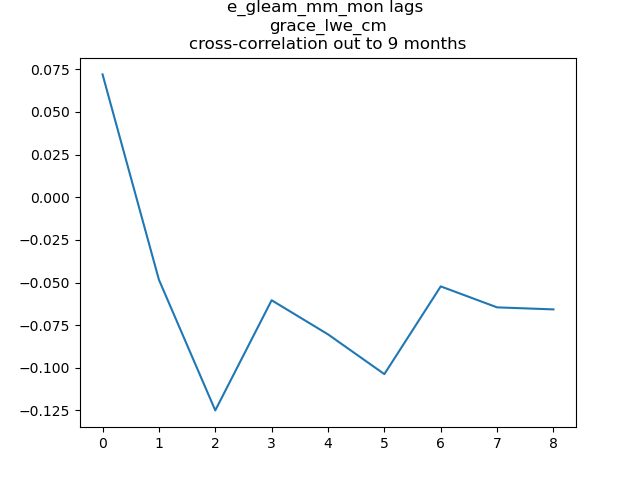 e_gleam_mm_mon lags
grace_lwe_cm
cross-correlation out to 9 months
0.075
0.050
0.025
0.000
−0.025
−0.050
−0.075
−0.100
−0.125
0 1 2 3 4 5 6 7 8